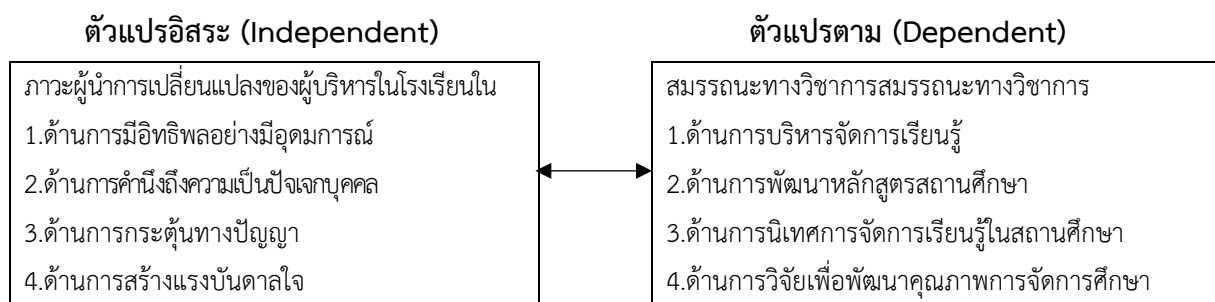 ตัวแปรอิสระ (Independent)
ตัวแปรตาม (Dependent)
ภาวะผู้นำการเปลี่ยนแปลงของผู้บริหารในโรงเรียนใน
1.ด้านการมีอิทธิพลอย่างมีอุดมการณ์
2.ด้านการคำนึงถึงความเป็นปัจเจกบุคคล
3.ด้านการกระตุ้นทางปัญญา
4.ด้านการสร้างแรงบันดาลใจ
สมรรถนะทางวิชาการสมรรถนะทางวิชาการ
1.ด้านการบริหารจัดการเรียนรู้
2.ด้านการพัฒนาหลักสูตรสถานศึกษา
3.ด้านการนิเทศการจัดการเรียนรู้ในสถานศึกษา
4.ด้านการวิจัยเพื่อพัฒนาคุณภาพการจัดการศึกษา